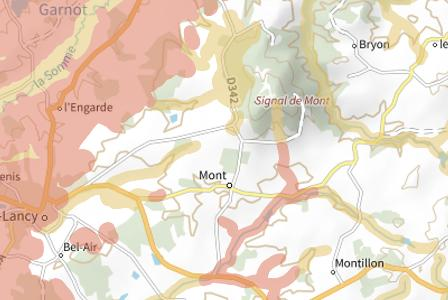 Garnot
Bryon
le
la Somme
l'Engarde
D342
Signal de Mont
enis
Mont
-Lancy
Bel-Air
Montillon